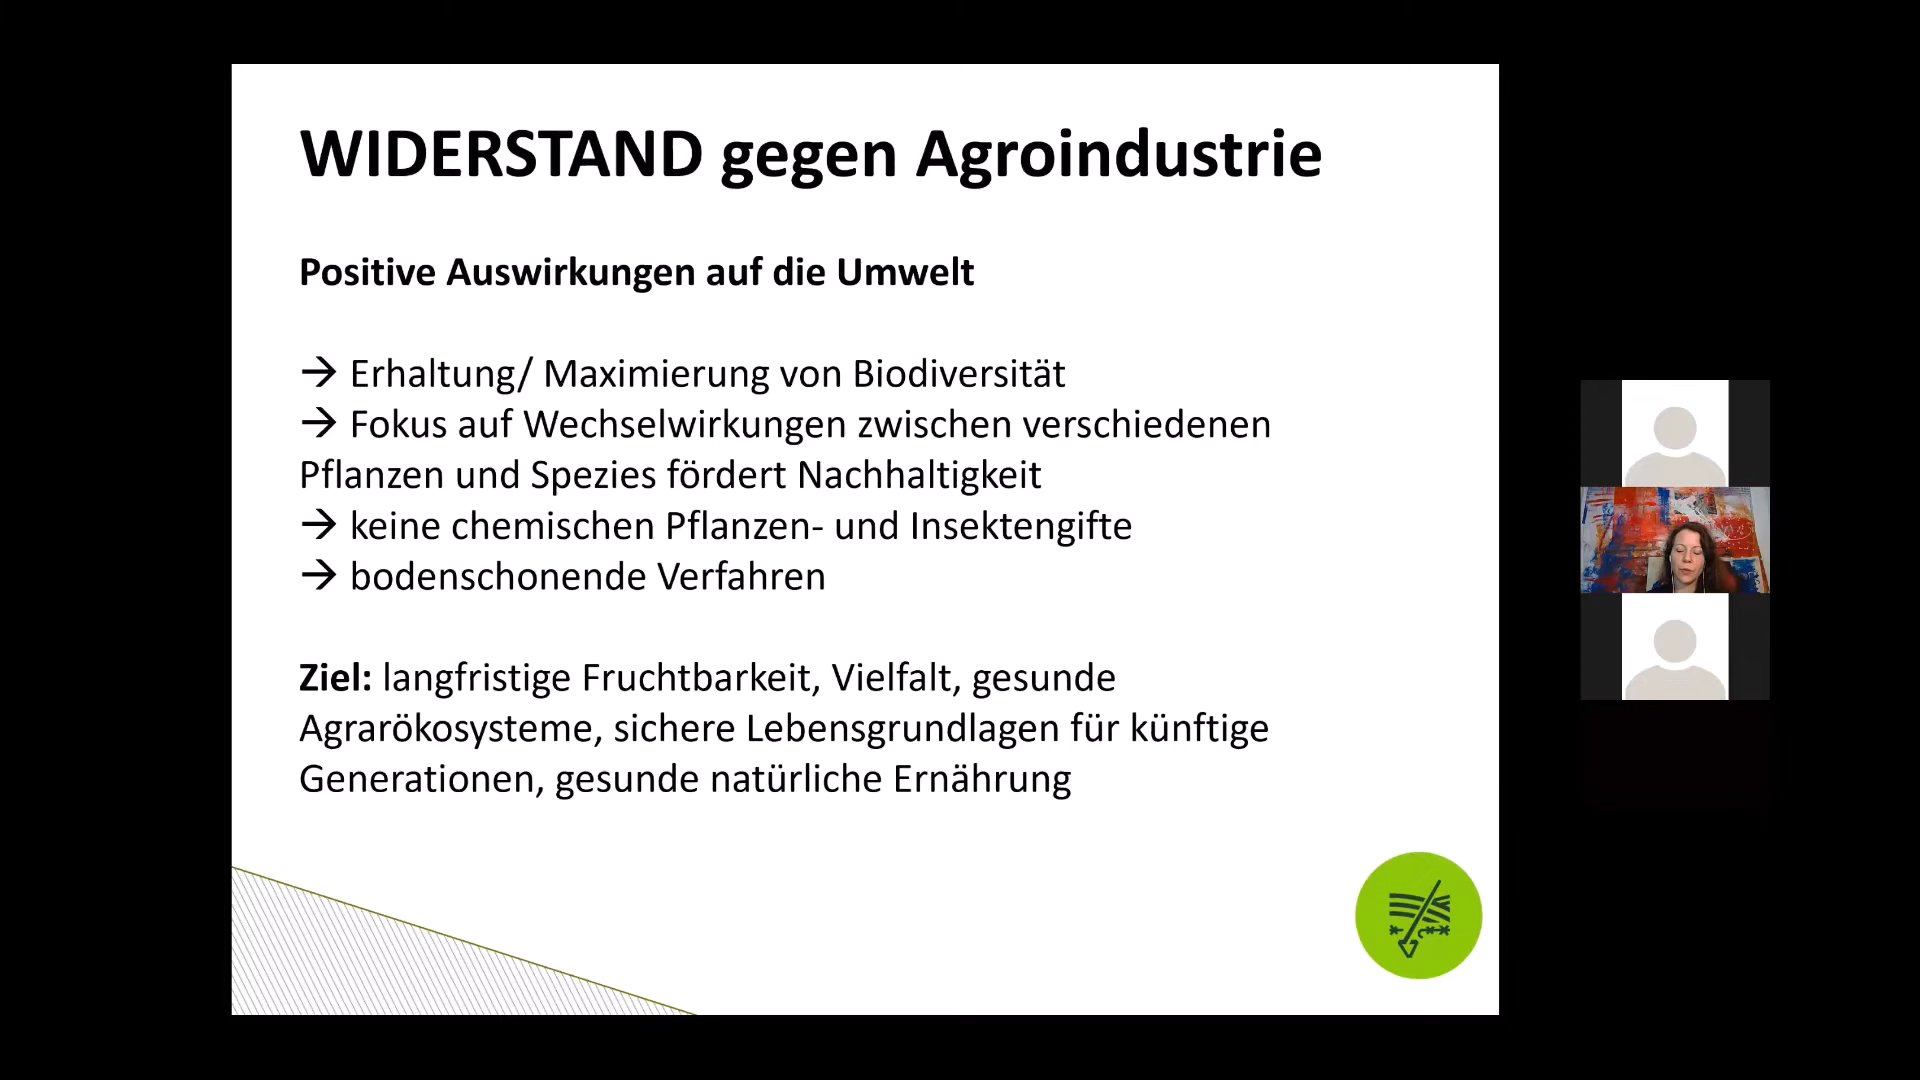 WIDERSTAND gegen Agroindustrie
Positive Auswirkungen auf die Umwelt
→ Erhaltung/ Maximierung von Biodiversität
→ Fokus auf Wechselwirkungen zwischen verschiedenen
Pflanzen und Spezies fördert Nachhaltigkeit
→ keine chemischen Pflanzen- und Insektengifte
→ bodenschonende Verfahren
Ziel: langfristige Fruchtbarkeit, Vielfalt, gesunde
Agrarökosysteme, sichere Lebensgrundlagen für künftige
Generationen, gesunde natürliche Ernährung